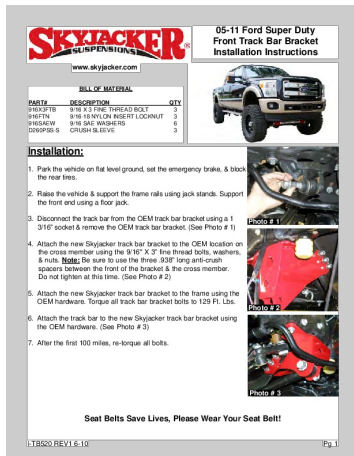 SKYJACKER®
SUSPENSIONS
www.skyjacker.com
05-11 Ford Super Duty
Front Track Bar Bracket
Installation Instructions
BILL OF MATERIAL
PART# DESCRIPTION QTY
916X3FTB 9/16 X 3 FINE THREAD BOLT 3
916FTN 9/16-18 NYLON INSERT LOCKNUT 3
916SAEW 9/16 SAE WASHERS 6
D260PSS-S CRUSH SLEEVE 3
Installation:
1. Park the vehicle on flat level ground, set the emergency brake, & block
the rear tires.
2. Raise the vehicle & support the frame rails using jack stands. Support
the front end using a floor jack.
3. Disconnect the track bar from the OEM track bar bracket using a 1
3/16" socket & remove the OEM track bar bracket. (See Photo # 1)
4. Attach the new Skyjacker track bar bracket to the OEM location on
the cross member using the 9/16" X 3" fine thread bolts, washers,
& nuts. Note: Be sure to use the three .938" long anti-crush
spacers between the front of the bracket & the cross member.
Do not tighten at this time. (See Photo # 2)
5. Attach the new Skyjacker track bar bracket to the frame using the
OEM hardware. Torque all track bar bracket bolts to 129 Ft. Lbs.
6. Attach the track bar to the new Skyjacker track bar bracket using
the OEM hardware. (See Photo # 3)
7. After the first 100 miles, re-torque all bolts.
Photo # 1
Photo # 2
Photo # 3
Seat Belts Save Lives, Please Wear Your Seat Belt!
I-TB520 REV1 6-10 Pg 1